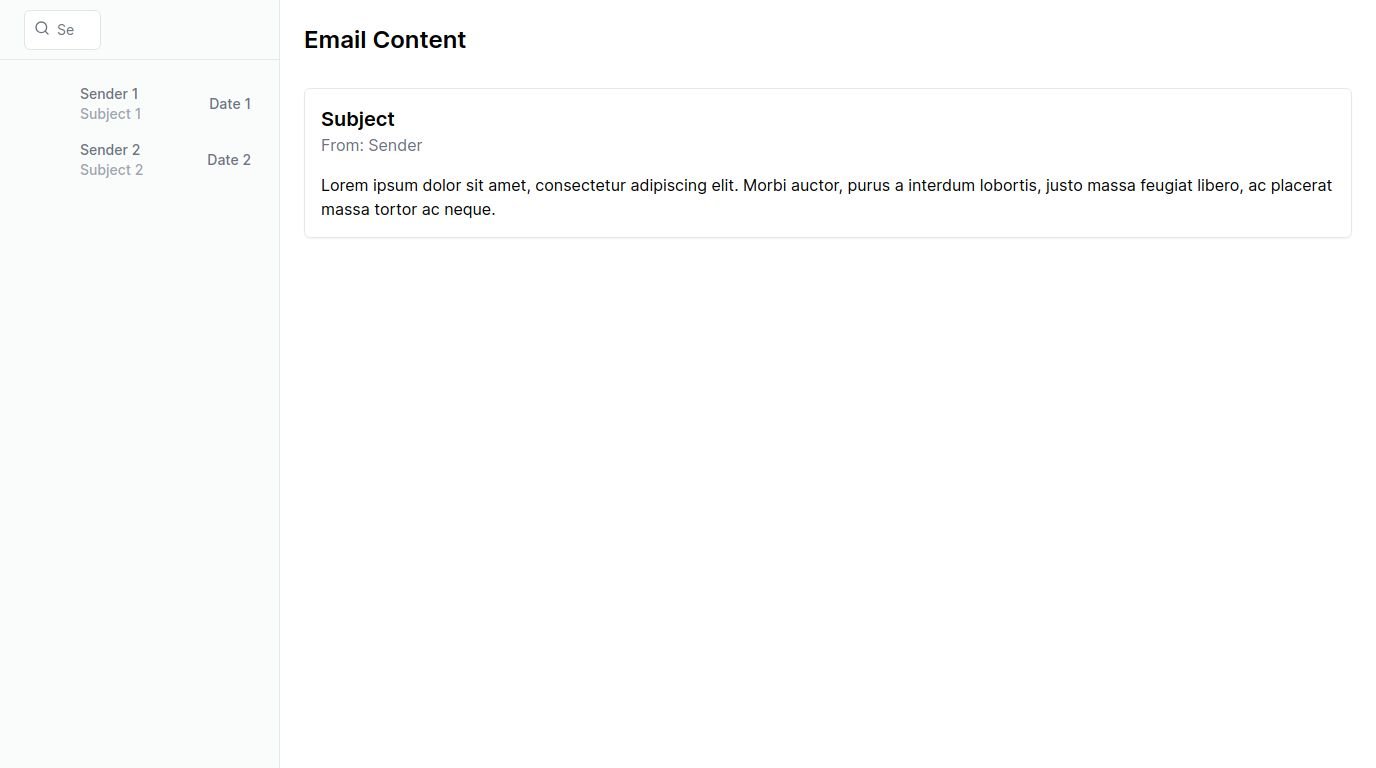 Se
Sender 1
Subject 1
Date 1
Sender 2
Subject 2
Date 2
Email Content
Subject
From: Sender
Lorem ipsum dolor sit amet, consectetur adipiscing elit. Morbi auctor, purus a interdum lobortis, justo massa feugiat libero, ac placerat
massa tortor ac neque.